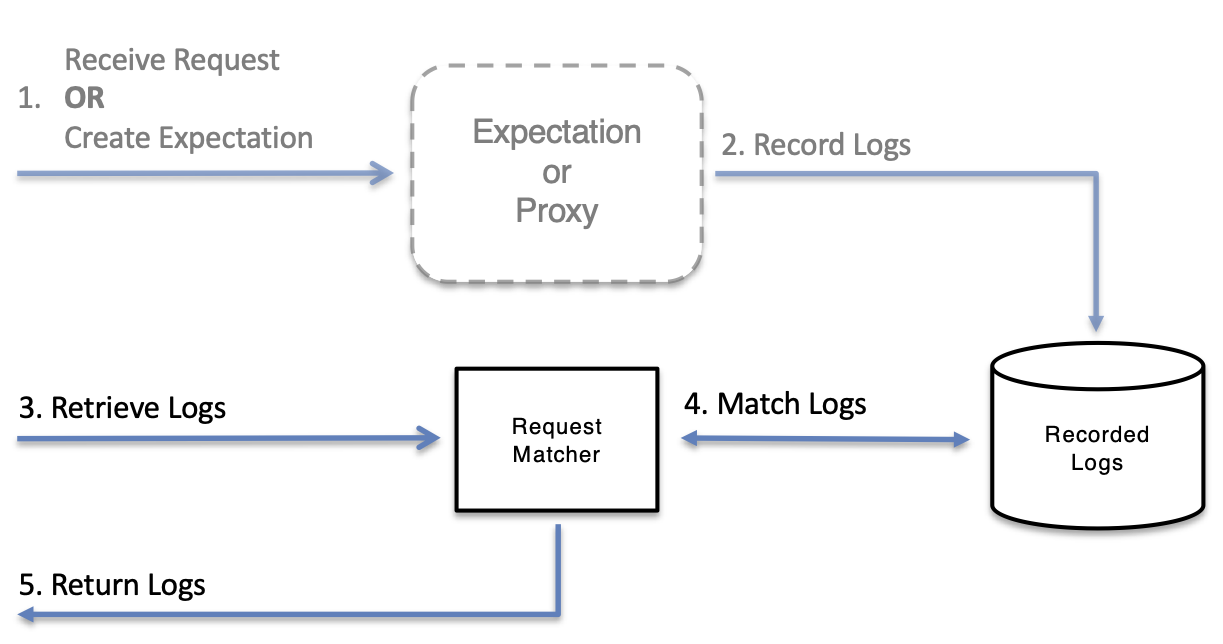 Receive Request
1. OR
Create Expectation
Expectation
or
Proxy
2. Record Logs
3. Retrieve Logs
Request
Matcher
4. Match Logs
Recorded
Logs
5. Return Logs